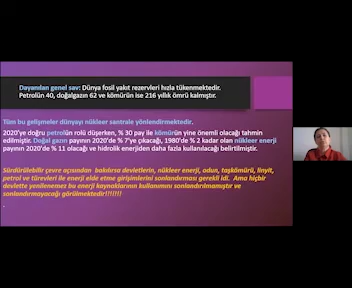 Dayanılan genel sav: Dünya fosil yakıt rezervleri hızla tükenmektedir.
Petrolün 40, doğalgazın 62 ve kömürün ise 216 yıllık ömrü kalmıştır.
Tüm bu gelişmeler dünyayı nükleer santrale yönlendirmektedir.
2020'ye doğru petrolün rolü düşerken, % 30 pay ile kömürün yine önemli olacağı tahmin
edilmiştir. Doğal gazın payının 2020'de % 7'ye çıkacağı, 1980'de % 2 kadar olan nükleer enerji
payının 2020'de % 11 olacağı ve hidrolik enerjiden daha fazla kullanılacağı belirtilmiştir.
Sürdürülebilir çevre açısından bakılırsa devletlerin, nükleer enerji, odun, taşkömürü, linyit,
petrol ve türevleri ile enerji elde etme girişimlerini sonlandırması gerekli idi. Ama hiçbir
devlette yenilenemez bu enerji kaynaklarının kullanımını sonlandırılmamıştır ve
sonlandırmayacağı görülmektedir!!!!!!!
.